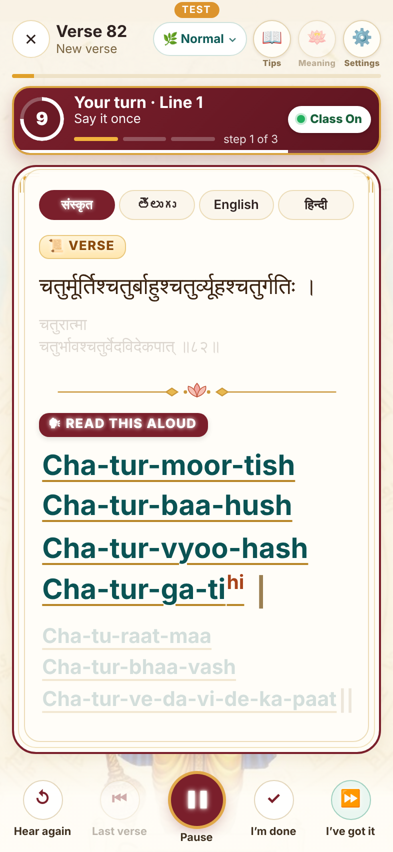 TEST
Verse 82
New verse
🌿 Normal
Tips
Meaning
Settings
9
Your turn · Line 1
Say it once
step 1 of 3
Class On
संस्कृत
తెలుగు
English
हिन्दी
📜 VERSE
चतुर्मूर्तिश्चतुर्बाहुश्चतुर्व्यूहश्चतुर्गतिः ।
चतुरात्मा
चतुर्भावश्चतुर्वेदविदेकपात् ॥८२॥
🗣 READ THIS ALOUD
Cha-tur-moor-tish
Cha-tur-baa-hush
Cha-tur-vyoo-hash
Cha-tur-ga-tihi |
Cha-tu-raat-maa
Cha-tur-bhaa-vash
Cha-tur-ve-da-vi-de-ka-paat||
Hear again
Last verse
Pause
I'm done
I've got it